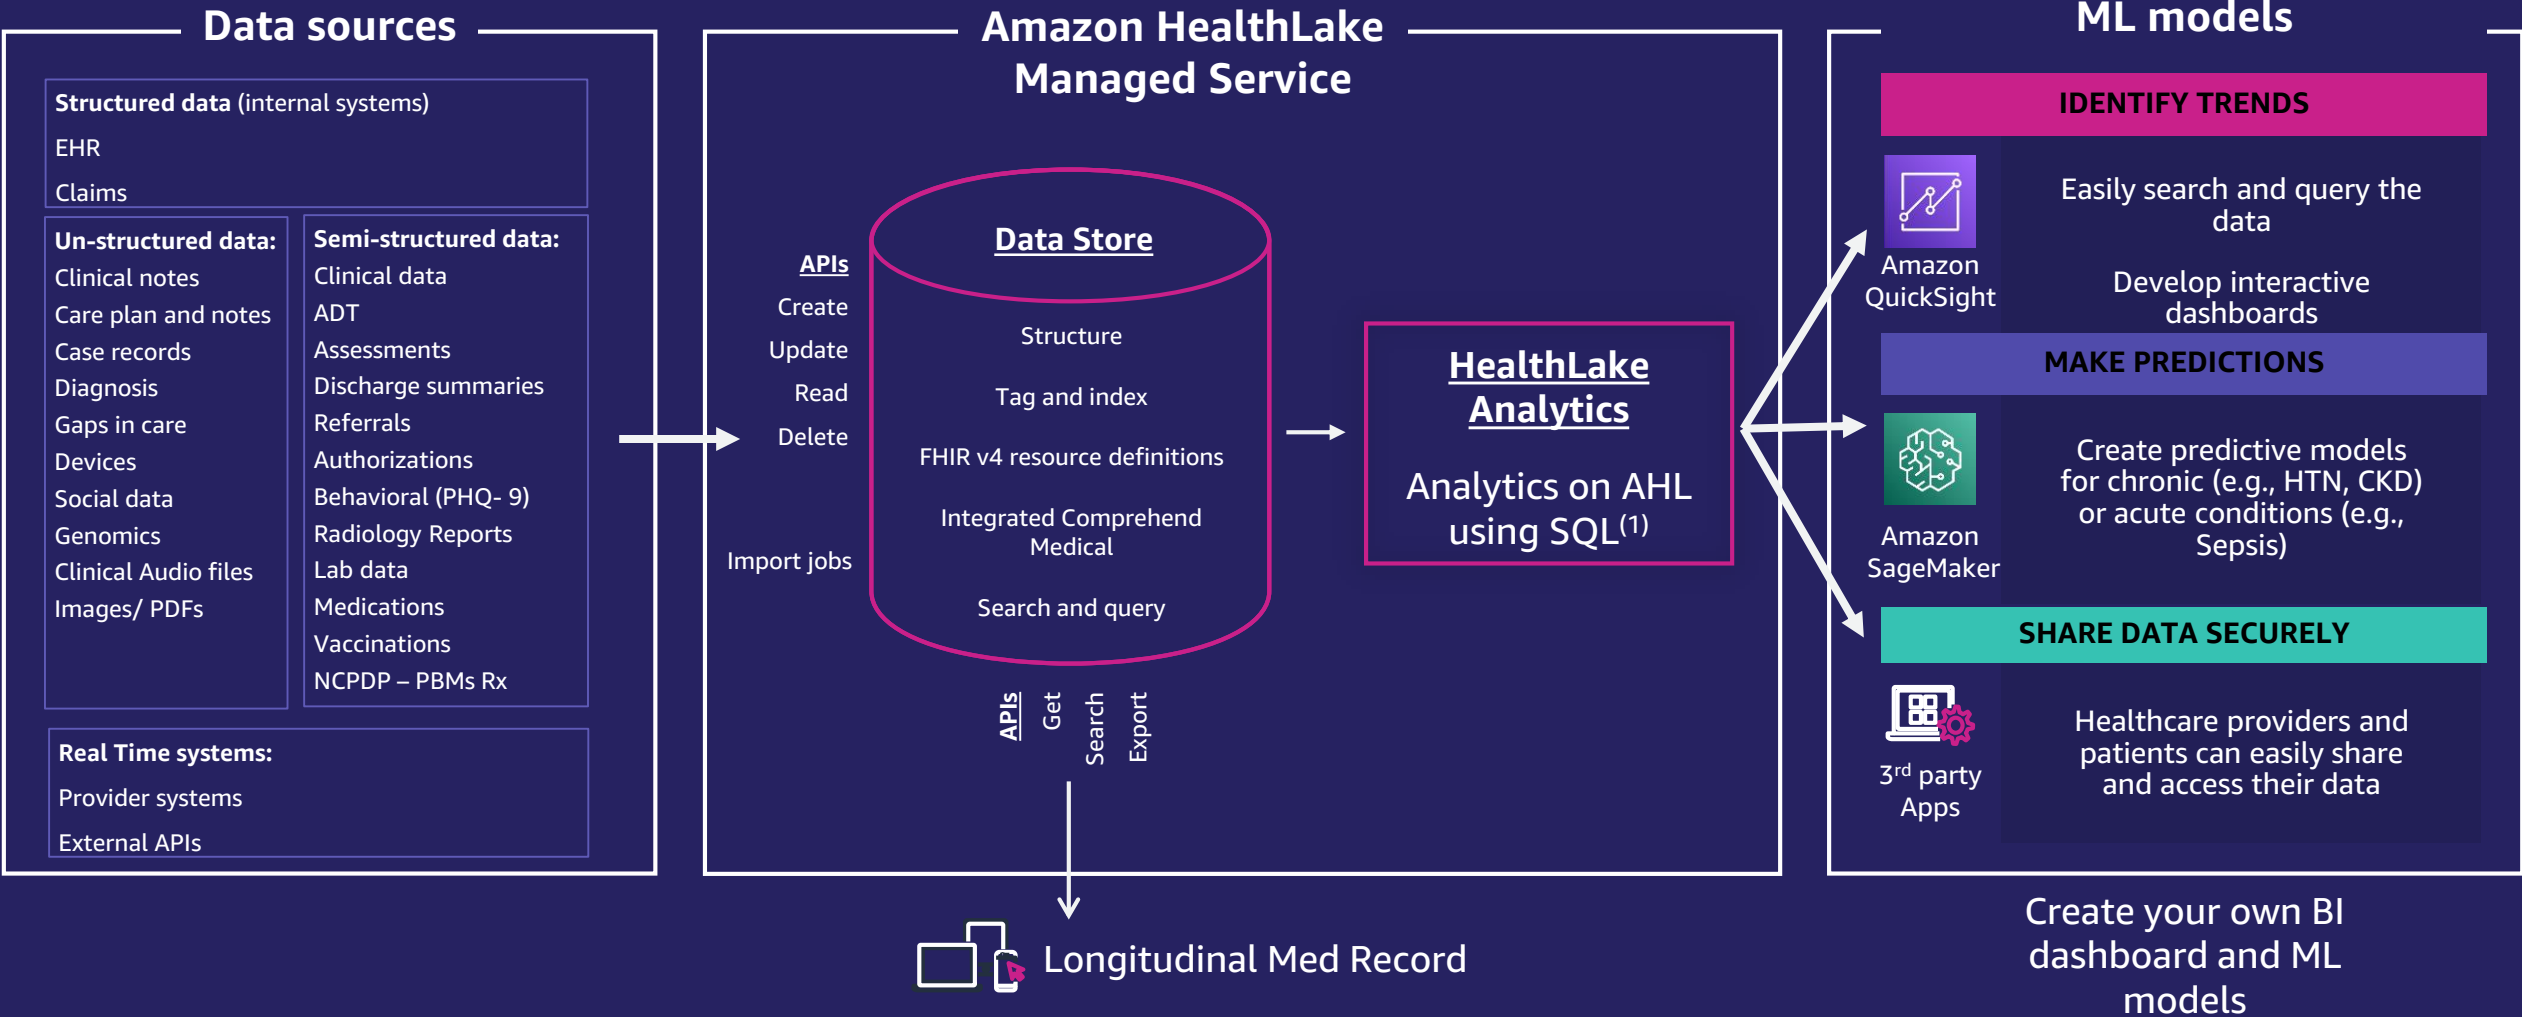 Data sources
Structured data (internal systems)
EHR
Claims
Un-structured data:
Clinical notes
Care plan and notes
Case records
Diagnosis
Gaps in care
Devices
Social data
Genomics
Clinical Audio files
Images/ PDFs
Semi-structured data:
Clinical data
ADT
Assessments
Discharge summaries
Referrals
Authorizations
Behavioral (PHQ- 9)
Radiology Reports
Lab data
Medications
Vaccinations
NCPDP – PBMs Rx
Real Time systems:
Provider systems
External APIs
Amazon HealthLake
Managed Service
APIs
Create
Update
Read
Delete
Import jobs
Data Store
Structure
Tag and index
FHIR v4 resource definitions
Integrated Comprehend
Medical
Search and query
APIs
Get
Search
Export
Longitudinal Med Record
HealthLake
Analytics
Analytics on AHL
using SQL(1)
ML models
IDENTIFY TRENDS
Amazon
QuickSight
Easily search and query the
data
Develop interactive
dashboards
MAKE PREDICTIONS
Amazon
SageMaker
Create predictive models
for chronic (e.g., HTN, CKD)
or acute conditions (e.g.,
Sepsis)
SHARE DATA SECURELY
3rd party
Apps
Healthcare providers and
patients can easily share
and access their data
Create your own BI
dashboard and ML
models